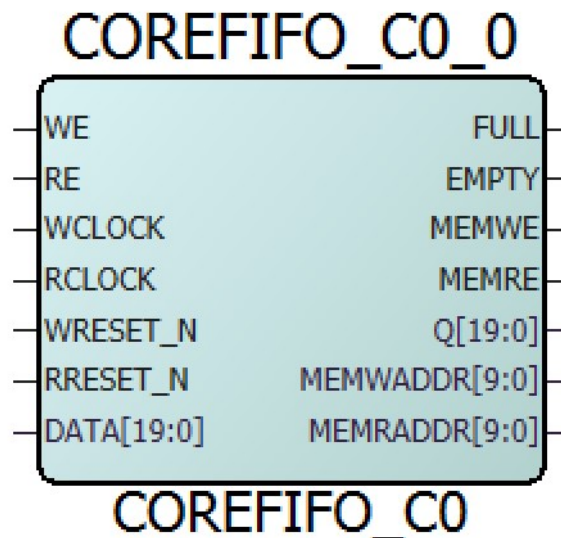 COREFIFO_C0_0
WE FULL
RE EMPTY
WCLOCK MEMWE
RCLOCK MEMRE
WRESET_N Q[19:0]
RRESET_N MEMWADDR[9:0]
DATA[19:0] MEMRADDR[9:0]
COREFIFO_C0